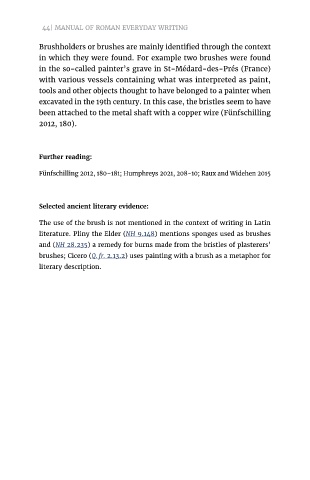 44| MANUAL OF ROMAN EVERYDAY WRITING
Brushholders or brushes are mainly identified through the context
in which they were found. For example two brushes were found
in the so-called painter's grave in St-Médard-des-Prés (France)
with various vessels containing what was interpreted as paint,
tools and other objects thought to have belonged to a painter when
excavated in the 19th century. In this case, the bristles seem to have
been attached to the metal shaft with a copper wire (Fünfschilling
2012, 180).
Further reading:
Fünfschilling 2012, 180-181; Humphreys 2021, 208-10; Raux and Widehen 2015
Selected ancient literary evidence:
The use of the brush is not mentioned in the context of writing in Latin
literature. Pliny the Elder (NH 9.148) mentions sponges used as brushes
and (NH 28.235) a remedy for burns made from the bristles of plasterers'
brushes; Cicero (Q. fr. 2.13.2) uses painting with a brush as a metaphor for
literary description.